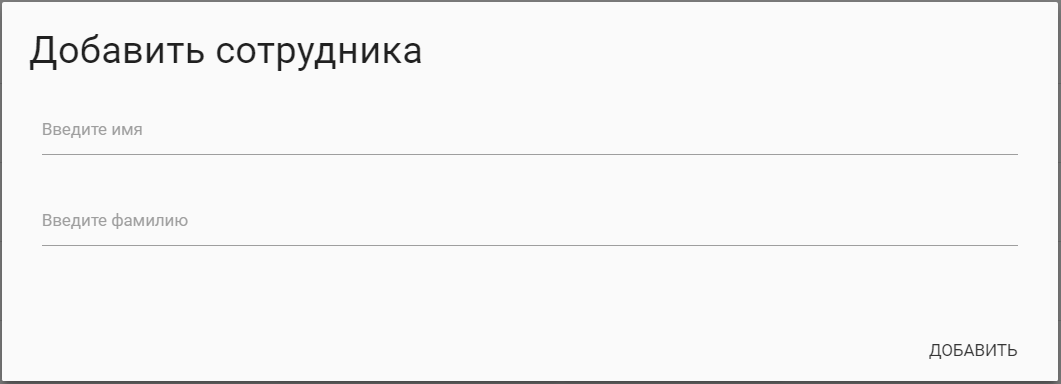 Добавить сотрудника
Введите имя
Введите фамилию
ДОБАВИТЬ